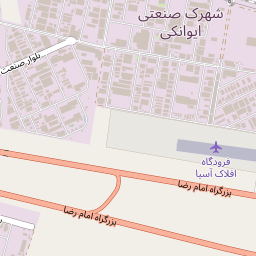 شهرک صنعتی
ایوانکی
بلوار صنعت
فرودگاه
افلاک آسیا
بزرگراه امام رضا
بزرگراه امام رضا